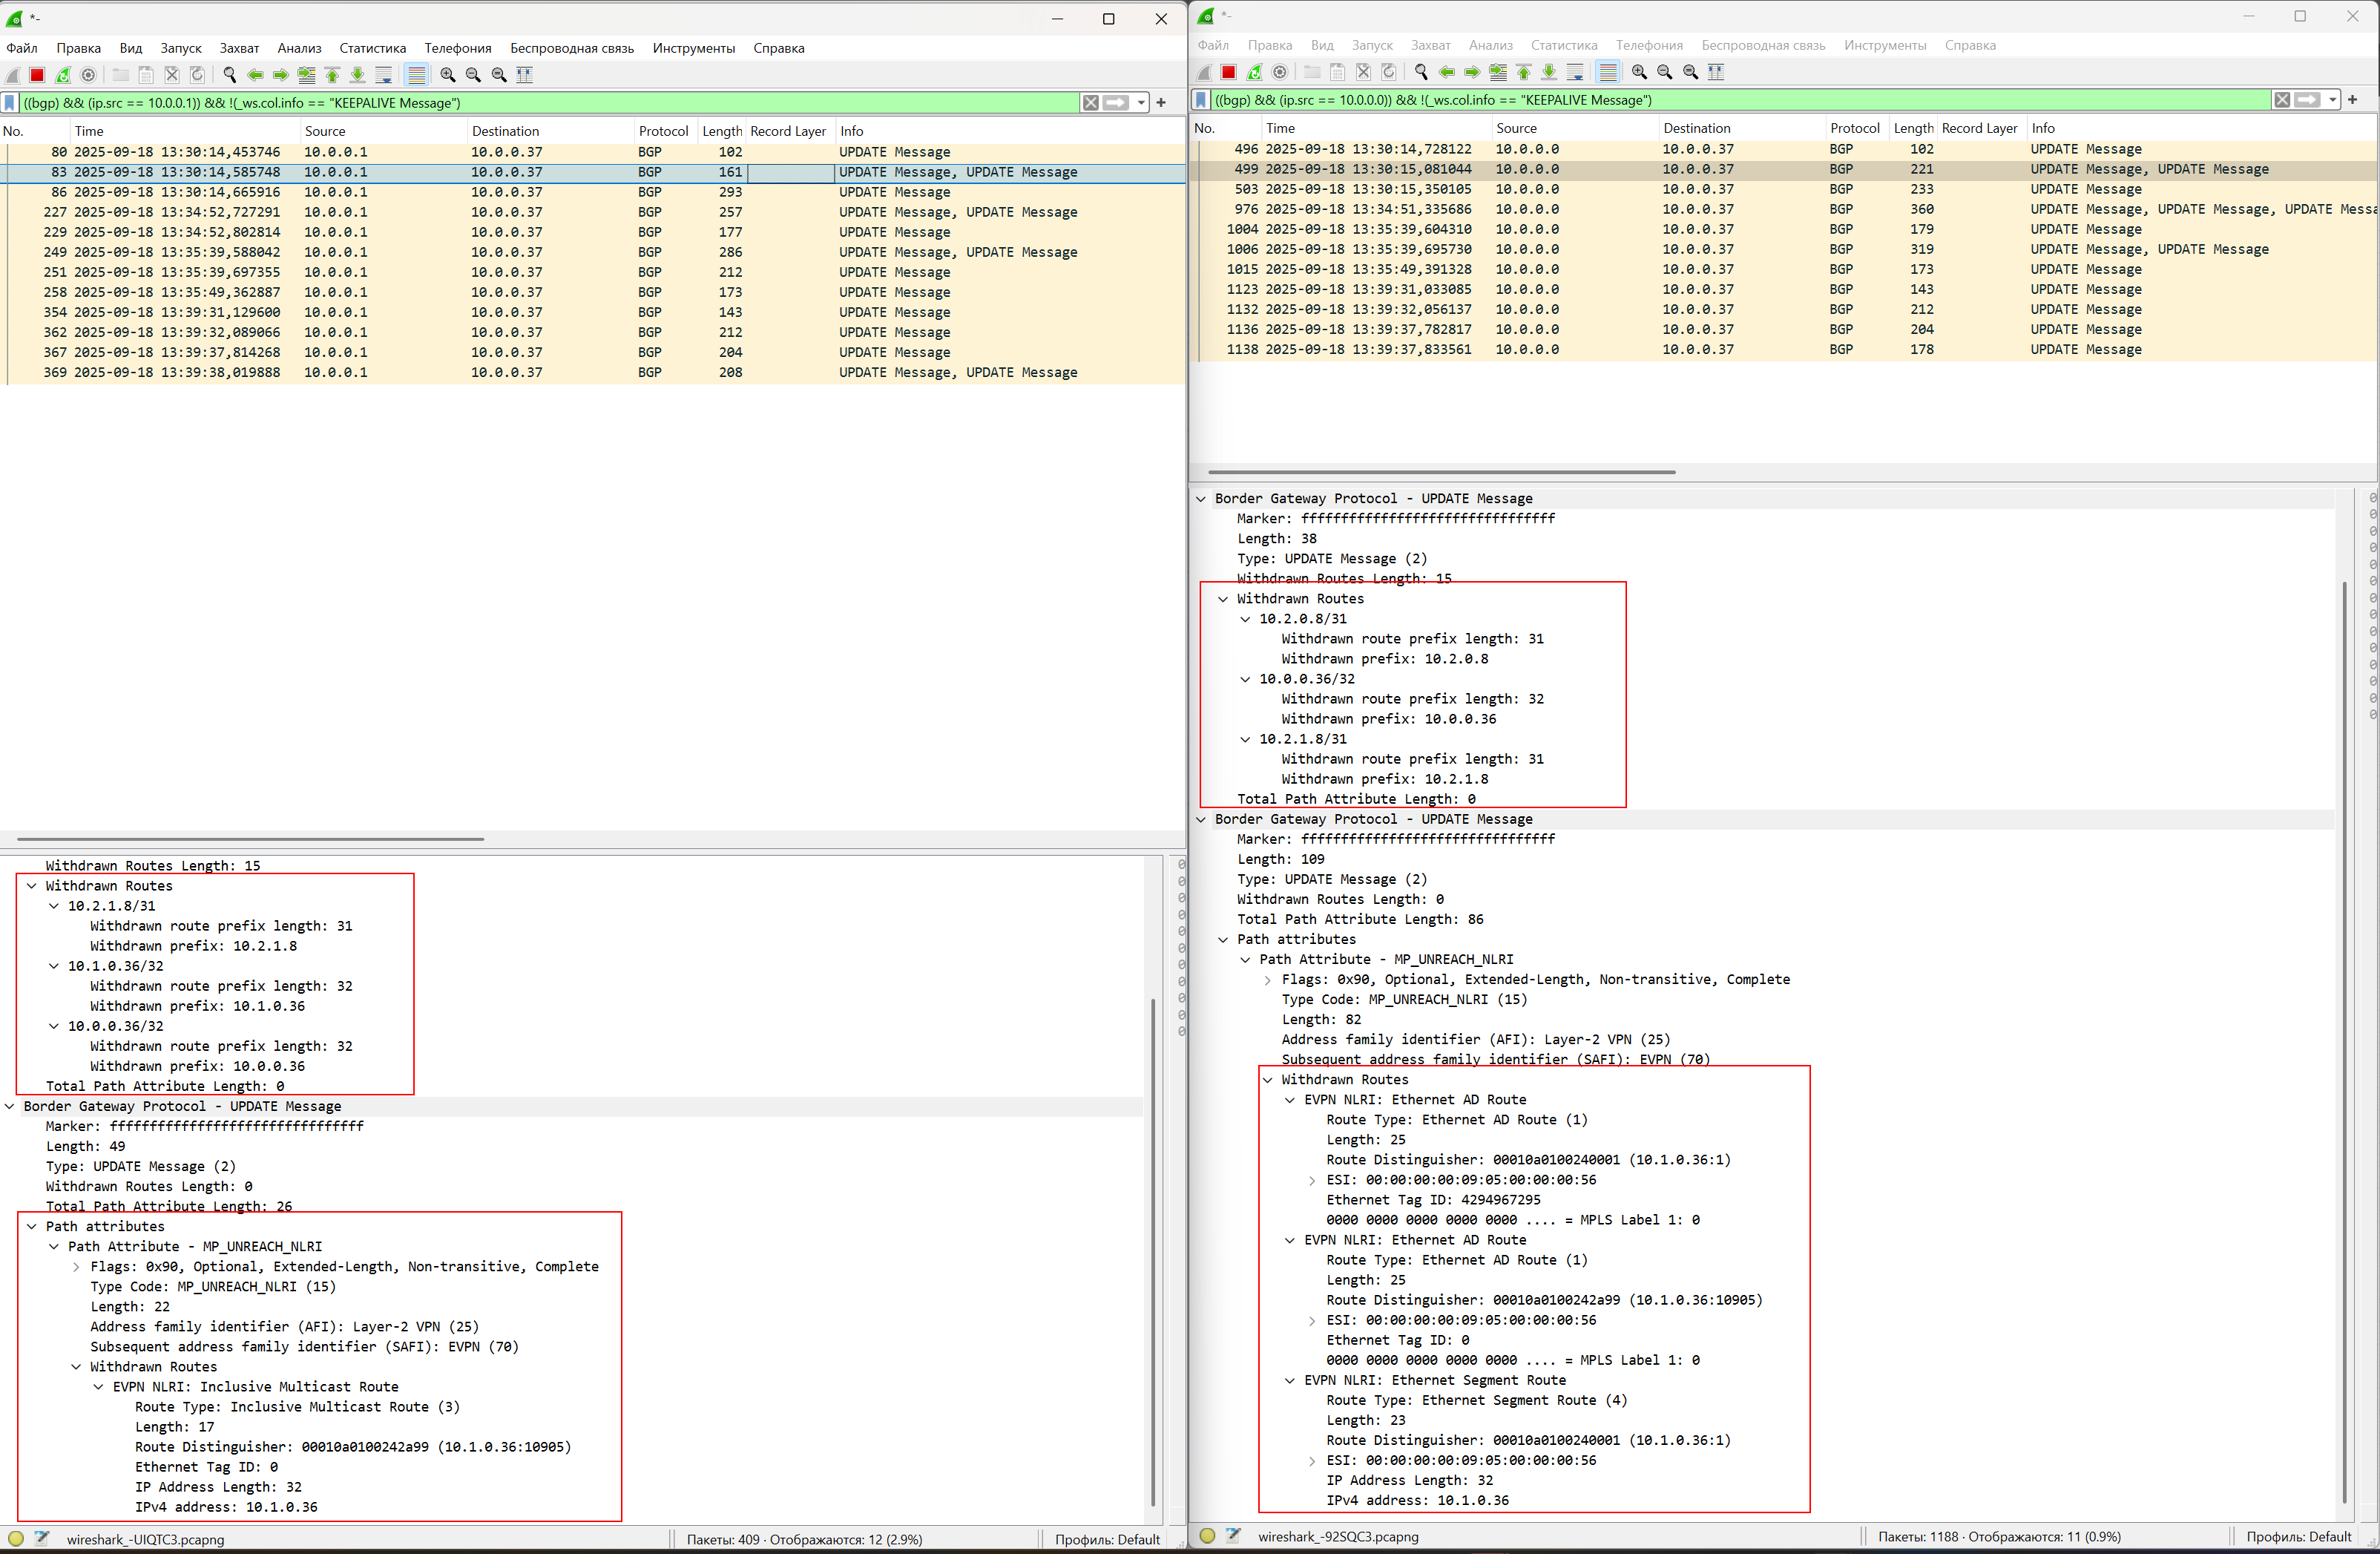 *-
Файл Правка Вид Запуск Захват Анализ Статистика Телефония Беспроводная связь Инструменты Справка
((bgp) && (ip.src == 10.0.0.1)) && !(_ws.col.info == "KEEPALIVE Message")
No. Time Source Destination Protocol Length Record Layer Info
80 2025-09-18 13:30:14,453746 10.0.0.1 10.0.0.37 BGP 102 UPDATE Message
83 2025-09-18 13:30:14,585748 10.0.0.1 10.0.0.37 BGP 161 UPDATE Message, UPDATE Message
86 2025-09-18 13:30:14,665916 10.0.0.1 10.0.0.37 BGP 293 UPDATE Message
227 2025-09-18 13:34:52,727291 10.0.0.1 10.0.0.37 BGP 257 UPDATE Message, UPDATE Message
229 2025-09-18 13:34:52,802814 10.0.0.1 10.0.0.37 BGP 177 UPDATE Message
249 2025-09-18 13:35:39,588042 10.0.0.1 10.0.0.37 BGP 286 UPDATE Message, UPDATE Message
251 2025-09-18 13:35:39,697355 10.0.0.1 10.0.0.37 BGP 212 UPDATE Message
258 2025-09-18 13:35:49,362887 10.0.0.1 10.0.0.37 BGP 173 UPDATE Message
354 2025-09-18 13:39:31,129600 10.0.0.1 10.0.0.37 BGP 143 UPDATE Message
362 2025-09-18 13:39:32,089066 10.0.0.1 10.0.0.37 BGP 212 UPDATE Message
367 2025-09-18 13:39:37,814268 10.0.0.1 10.0.0.37 BGP 204 UPDATE Message
369 2025-09-18 13:39:38,019888 10.0.0.1 10.0.0.37 BGP 208 UPDATE Message, UPDATE Message
Withdrawn Routes Length: 15
Withdrawn Routes
10.2.1.8/31
Withdrawn route prefix length: 31
Withdrawn prefix: 10.2.1.8
10.1.0.36/32
Withdrawn route prefix length: 32
Withdrawn prefix: 10.1.0.36
10.0.0.36/32
Withdrawn route prefix length: 32
Withdrawn prefix: 10.0.0.36
Total Path Attribute Length: 0
Border Gateway Protocol - UPDATE Message
Marker: ffffffffffffffffffffffffffffffff
Length: 49
Type: UPDATE Message (2)
Withdrawn Routes Length: 0
Total Path Attribute Length: 26
Path attributes
Path Attribute - MP_UNREACH_NLRI
Flags: 0x90, Optional, Extended-Length, Non-transitive, Complete
Type Code: MP_UNREACH_NLRI (15)
Length: 22
Address family identifier (AFI): Layer-2 VPN (25)
Subsequent address family identifier (SAFI): EVPN (70)
Withdrawn Routes
EVPN NLRI: Inclusive Multicast Route
Route Type: Inclusive Multicast Route (3)
Length: 17
Route Distinguisher: 00010a0100242a99 (10.1.0.36:10905)
Ethernet Tag ID: 0
IP Address Length: 32
IPv4 address: 10.1.0.36
wireshark_-UIQTC3.pcapng Пакеты: 409 · Отображаются: 12 (2.9%) Профиль: Default
*-
Файл Правка Вид Запуск Захват Анализ Статистика Телефония Беспроводная связь Инструменты Справка
((bgp) && (ip.src == 10.0.0.0)) && !(_ws.col.info == "KEEPALIVE Message")
No. Time Source Destination Protocol Length Record Layer Info
496 2025-09-18 13:30:14,728122 10.0.0.0 10.0.0.37 BGP 102 UPDATE Message
499 2025-09-18 13:30:15,081044 10.0.0.0 10.0.0.37 BGP 221 UPDATE Message, UPDATE Message
503 2025-09-18 13:30:15,350105 10.0.0.0 10.0.0.37 BGP 233 UPDATE Message
976 2025-09-18 13:34:51,335686 10.0.0.0 10.0.0.37 BGP 360 UPDATE Message, UPDATE Message, UPDATE Messa
1004 2025-09-18 13:35:39,604310 10.0.0.0 10.0.0.37 BGP 179 UPDATE Message
1006 2025-09-18 13:35:39,695730 10.0.0.0 10.0.0.37 BGP 319 UPDATE Message, UPDATE Message
1015 2025-09-18 13:35:49,391328 10.0.0.0 10.0.0.37 BGP 173 UPDATE Message
1123 2025-09-18 13:39:31,033085 10.0.0.0 10.0.0.37 BGP 143 UPDATE Message
1132 2025-09-18 13:39:32,056137 10.0.0.0 10.0.0.37 BGP 212 UPDATE Message
1136 2025-09-18 13:39:37,782817 10.0.0.0 10.0.0.37 BGP 204 UPDATE Message
1138 2025-09-18 13:39:37,833561 10.0.0.0 10.0.0.37 BGP 178 UPDATE Message
Border Gateway Protocol - UPDATE Message
Marker: ffffffffffffffffffffffffffffffff
Length: 38
Type: UPDATE Message (2)
Withdrawn Routes Length: 15
Withdrawn Routes
10.2.0.8/31
Withdrawn route prefix length: 31
Withdrawn prefix: 10.2.0.8
10.0.0.36/32
Withdrawn route prefix length: 32
Withdrawn prefix: 10.0.0.36
10.2.1.8/31
Withdrawn route prefix length: 31
Withdrawn prefix: 10.2.1.8
Total Path Attribute Length: 0
Border Gateway Protocol - UPDATE Message
Marker: ffffffffffffffffffffffffffffffff
Length: 109
Type: UPDATE Message (2)
Withdrawn Routes Length: 0
Total Path Attribute Length: 86
Path attributes
Path Attribute - MP_UNREACH_NLRI
Flags: 0x90, Optional, Extended-Length, Non-transitive, Complete
Type Code: MP_UNREACH_NLRI (15)
Length: 82
Address family identifier (AFI): Layer-2 VPN (25)
Subsequent address family identifier (SAFI): EVPN (70)
Withdrawn Routes
EVPN NLRI: Ethernet AD Route
Route Type: Ethernet AD Route (1)
Length: 25
Route Distinguisher: 00010a0100240001 (10.1.0.36:1)
ESI: 00:00:00:00:09:05:00:00:00:56
Ethernet Tag ID: 4294967295
0000 0000 0000 0000 0000 .... = MPLS Label 1: 0
EVPN NLRI: Ethernet AD Route
Route Type: Ethernet AD Route (1)
Length: 25
Route Distinguisher: 00010a0100242a99 (10.1.0.36:10905)
ESI: 00:00:00:00:09:05:00:00:00:56
Ethernet Tag ID: 0
0000 0000 0000 0000 0000 .... = MPLS Label 1: 0
EVPN NLRI: Ethernet Segment Route
Route Type: Ethernet Segment Route (4)
Length: 23
Route Distinguisher: 00010a0100240001 (10.1.0.36:1)
ESI: 00:00:00:00:09:05:00:00:00:56
IP Address Length: 32
IPv4 address: 10.1.0.36
wireshark_-92SQC3.pcapng Пакеты: 1188 · Отображаются: 11 (0.9%) Профиль: Default